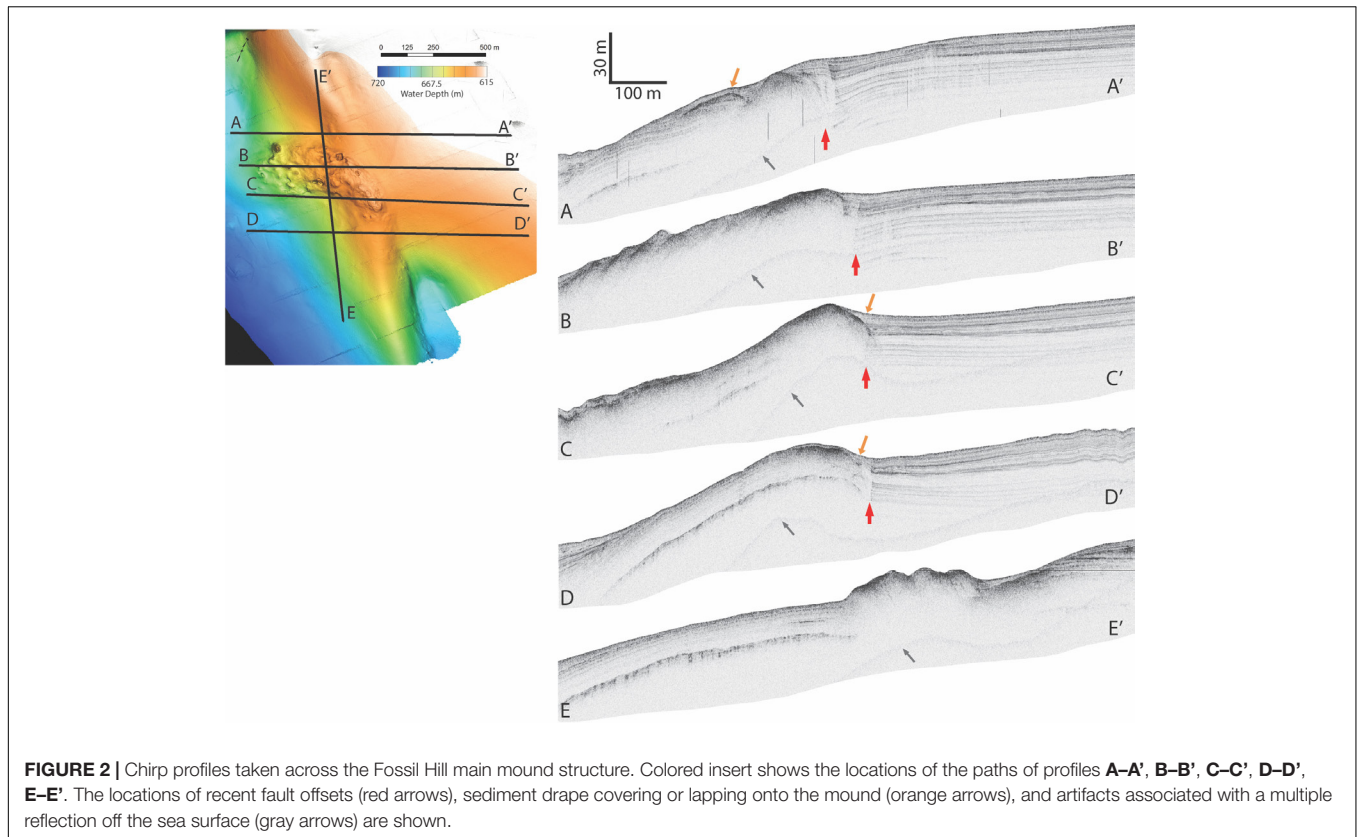 0 125 250 500 m
720 667.5 615
Water Depth (m)
E'
A A'
B B'
C C'
D D'
E
30 m
100 m
A'
A
B'
B
C'
C
D'
D
E'
E
FIGURE 2 | Chirp profiles taken across the Fossil Hill main mound structure. Colored insert shows the locations of the paths of profiles A–A', B–B', C–C', D–D',
E–E'. The locations of recent fault offsets (red arrows), sediment drape covering or lapping onto the mound (orange arrows), and artifacts associated with a multiple
reflection off the sea surface (gray arrows) are shown.